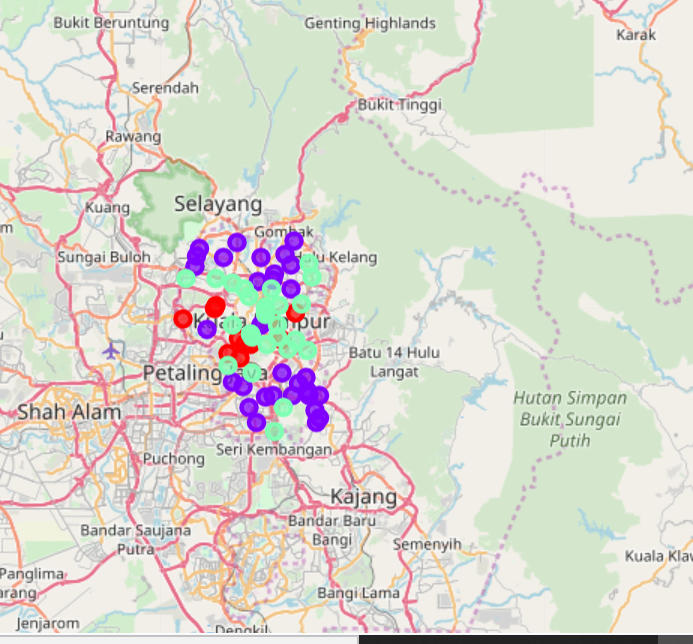 Bukit Beruntung
Genting Highlands
Karak
Serendah
Bukit Tinggi
Rawang
Selayang
Kuang
Gombak
Sungai Buloh
Hulu Kelang
Batu 14 Hulu
Langat
Shah Alam
Hutan Simpan
Bukit Sungai
Putih
Seri Kembangan
Puchong
Kajang
Bandar Baru
Bangi
Bandar Saujana
Putra
Semenyih
Panglima
Bangi Lama
Jenjarom
Dengkil